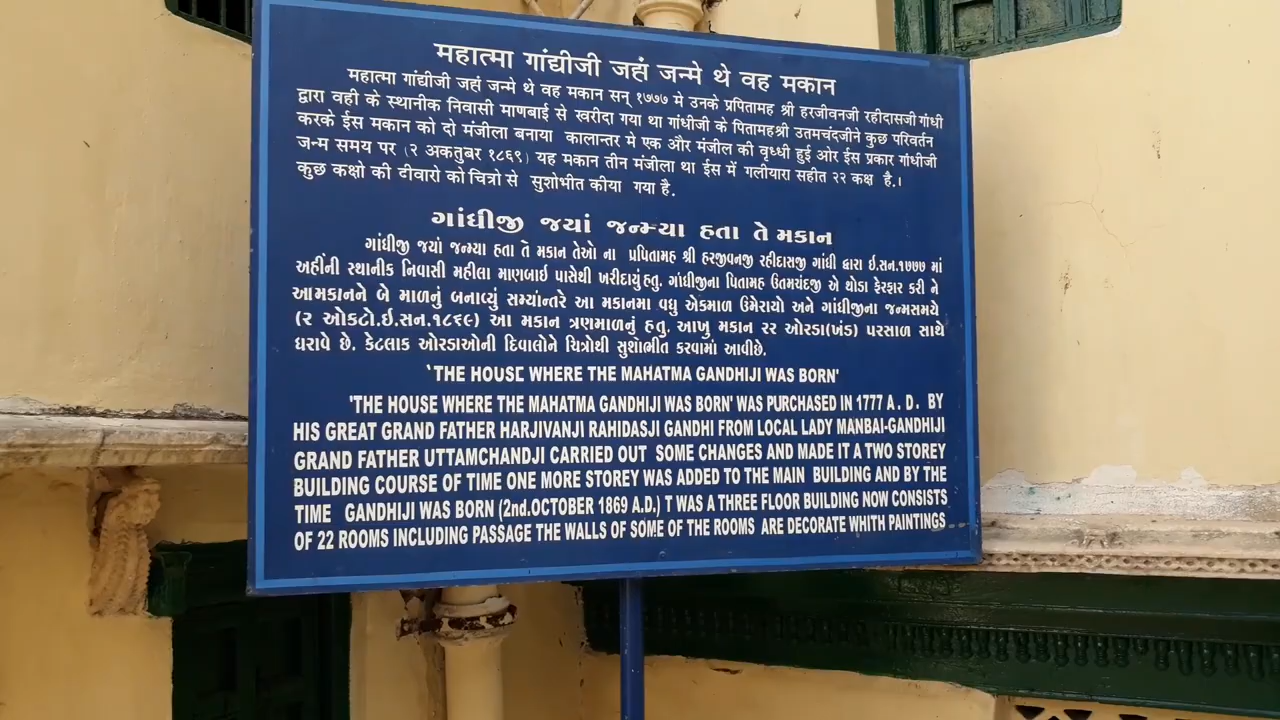 महात्मा गांधीजी जहां जन्मे थे वह मकान
महात्मा गांधीजी जहां जन्मे थे वह मकान सन् १७७७ मे उनके प्रपितामह श्री हरजीवनजी रहीदासजी गांधी
द्वारा वही के स्थानीक निवासी माणबाई से खरीदा गया था गांधीजी के पितामहश्री उतमचंदजीने कुछ परिवर्तन
करके ईस मकान को दो मंजीला बनाया कालान्तर मे एक और मंजील की वृध्धी हुई ओर ईस प्रकार गांधीजी
जन्म समय पर (२ अकतुबर १८६९) यह मकान तीन मंजीला था ईस में गलीयारा सहीत २२ कक्ष है.।
कुछ कक्षो की दीवारो को चित्रो से सुशोभीत कीया गया है.
ગાંધીજી જયાં જન્મ્યા હતા તે મકાન
ગાંધીજી જયાં જન્મ્યા હતા તે મકાન તેઓ ના પ્રપિતામહ શ્રી હરજીવનજી રહીદાસજી ગાંધી દ્વારા ઇ.સન.૧૭૭૭ માં
અહીંની સ્થાનીક નિવાસી મહીલા માણબાઇ પાસેથી ખરીદાયું હતુ. ગાંધીજીના પિતામહ ઉતમચંદજી એ થોડા ફેરફાર કરી ને
આમકાનને બે માળનું બનાવ્યું સમ્યાંન્તરે આ મકાનમા વધુ એકમાળ ઉમેરાયો અને ગાંધીજીના જન્મસમયે
(૨ ઓકટો.ઇ.સન.૧૮૬૯) આ મકાન ત્રણમાળનું હતુ. આખુ મકાન ૨૨ ઓરડા(ખંડ) પરસાળ સાથે
ધરાવે છે. કેટલાક ઓરડાઓની દિવાલોને ચિત્રોથી સુશોભીત કરવામાં આવીછે.
'THE HOUSE WHERE THE MAHATMA GANDHIJI WAS BORN'
'THE HOUSE WHERE THE MAHATMA GANDHIJI WAS BORN' WAS PURCHASED IN 1777 A. D. BY
HIS GREAT GRAND FATHER HARJIVANJI RAHIDASJI GANDHI FROM LOCAL LADY MANBAI-GANDHIJI
GRAND FATHER UTTAMCHANDJI CARRIED OUT SOME CHANGES AND MADE IT A TWO STOREY
BUILDING COURSE OF TIME ONE MORE STOREY WAS ADDED TO THE MAIN BUILDING AND BY THE
TIME GANDHIJI WAS BORN (2nd.OCTOBER 1869 A.D.) T WAS A THREE FLOOR BUILDING NOW CONSISTS
OF 22 ROOMS INCLUDING PASSAGE THE WALLS OF SOME OF THE ROOMS ARE DECORATE WHITH PAINTINGS